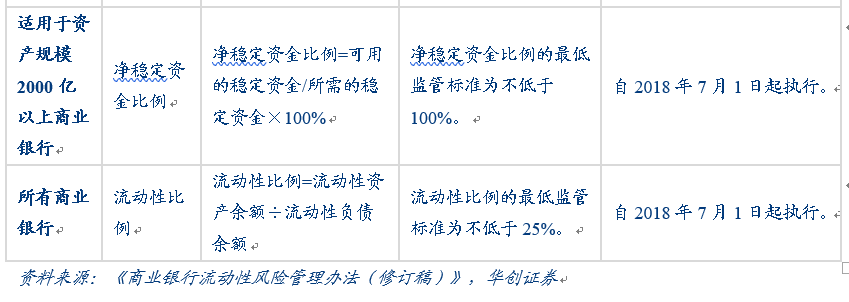 适用于资
产规模
2000 亿
以上商业
银行
净稳定资
金比例
净稳定资金比例=可用
的稳定资金/所需的稳
定资金×100%
净稳定资金比例的最低
监管标准为不低于
100%。
自 2018 年 7 月 1 日起执行。
所有商业
银行
流动性比
例
流动性比例=流动性资
产余额÷流动性负债
余额
流动性比例的最低监管
标准为不低于 25%。
自 2018 年 7 月 1 日起执行。
资料来源：《商业银行流动性风险管理办法（修订稿）》，华创证券